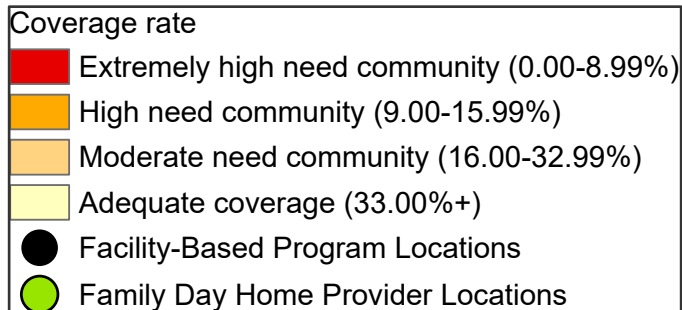 Coverage rate
Extremely high need community (0.00-8.99%)
High need community (9.00-15.99%)
Moderate need community (16.00-32.99%)
Adequate coverage (33.00%+)
Facility-Based Program Locations
Family Day Home Provider Locations